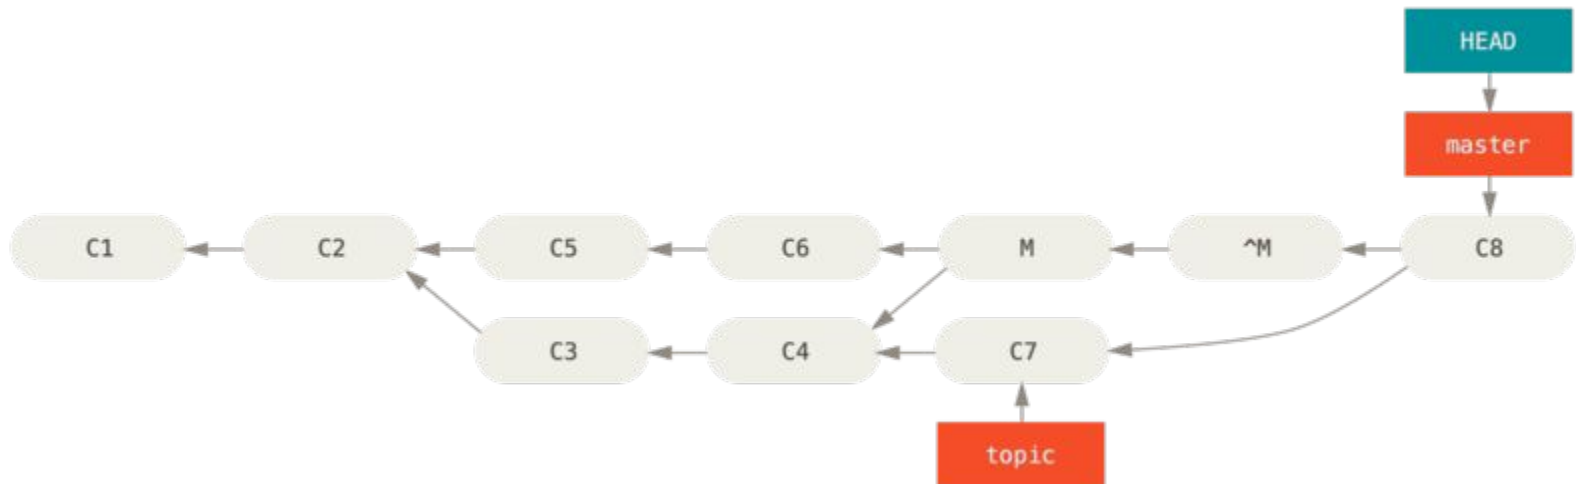 HEAD
master
C1 C2 C5 C6 M ^M C8
C3 C4 C7
topic